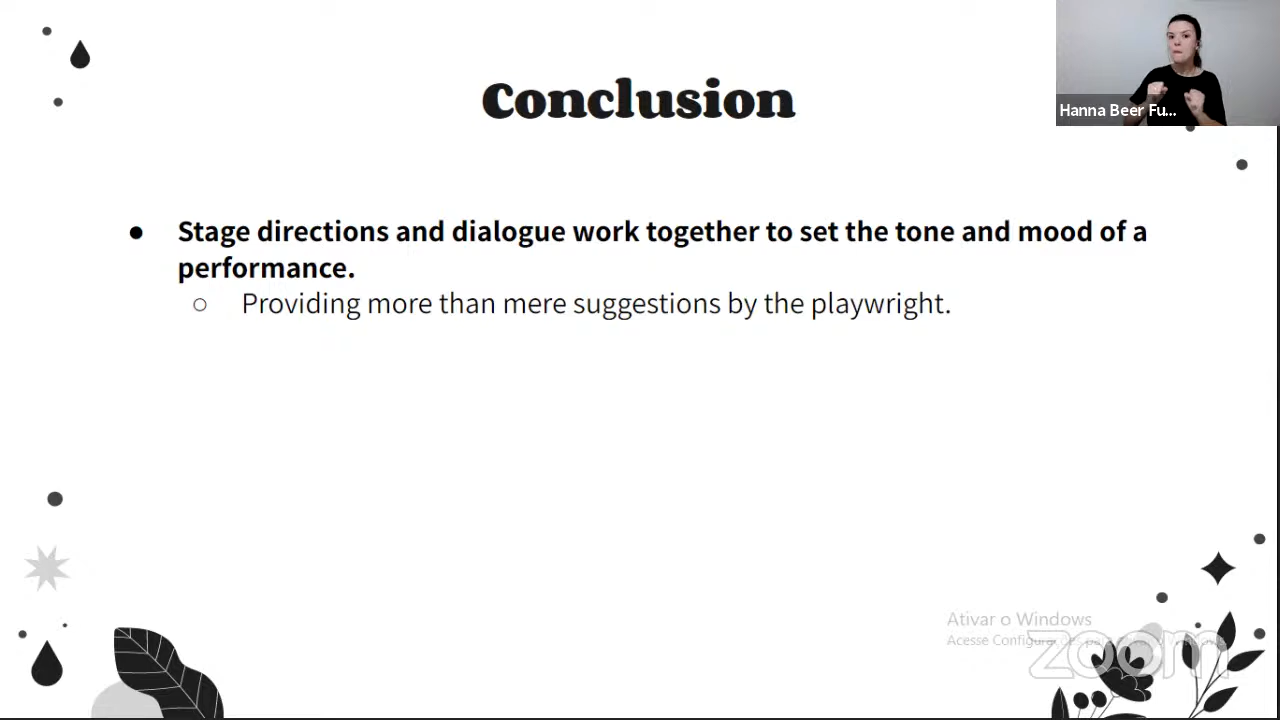 Conclusion
Hanna Beer Fu...
● Stage directions and dialogue work together to set the tone and mood of a
performance.
○ Providing more than mere suggestions by the playwright.
Ativar o Windows
Acesse Configurações
zoom